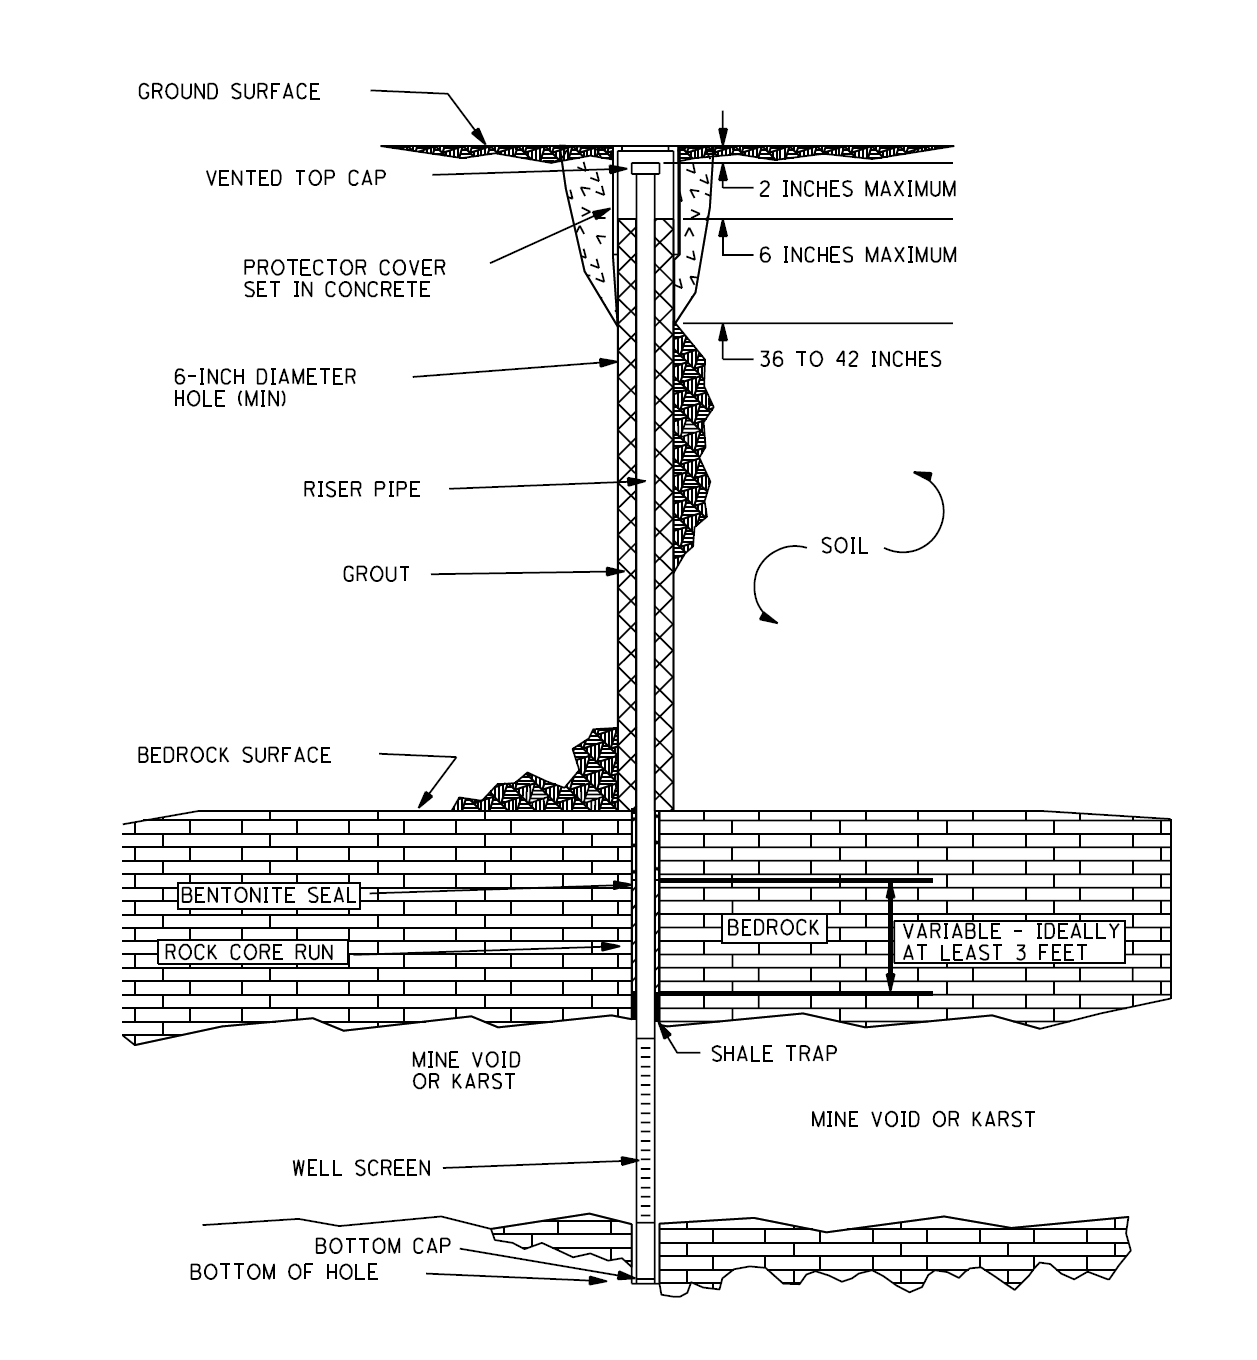 GROUND SURFACE
VENTED TOP CAP
2 INCHES MAXIMUM
6 INCHES MAXIMUM
PROTECTOR COVER
SET IN CONCRETE
36 TO 42 INCHES
6-INCH DIAMETER
HOLE (MIN)
RISER PIPE
SOIL
GROUT
BEDROCK SURFACE
BENTONITE SEAL
BEDROCK
VARIABLE - IDEALLY
AT LEAST 3 FEET
ROCK CORE RUN
SHALE TRAP
MINE VOID
OR KARST
MINE VOID OR KARST
WELL SCREEN
BOTTOM CAP
BOTTOM OF HOLE